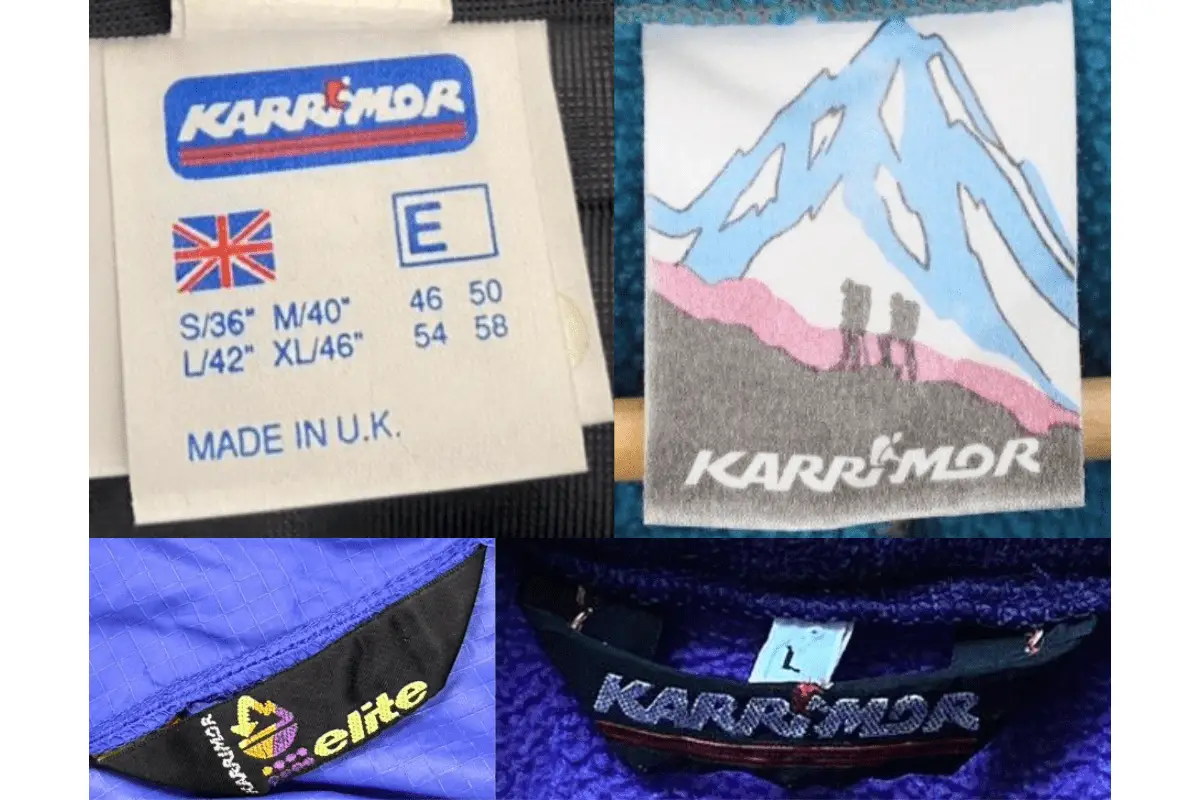 KARRIMOR
E
S/36" M/40" 46 50
L/42" XL/46" 54 58
MADE IN U.K.
KARRIMOR
KARRIMOR
elite
L
KARRIMOR